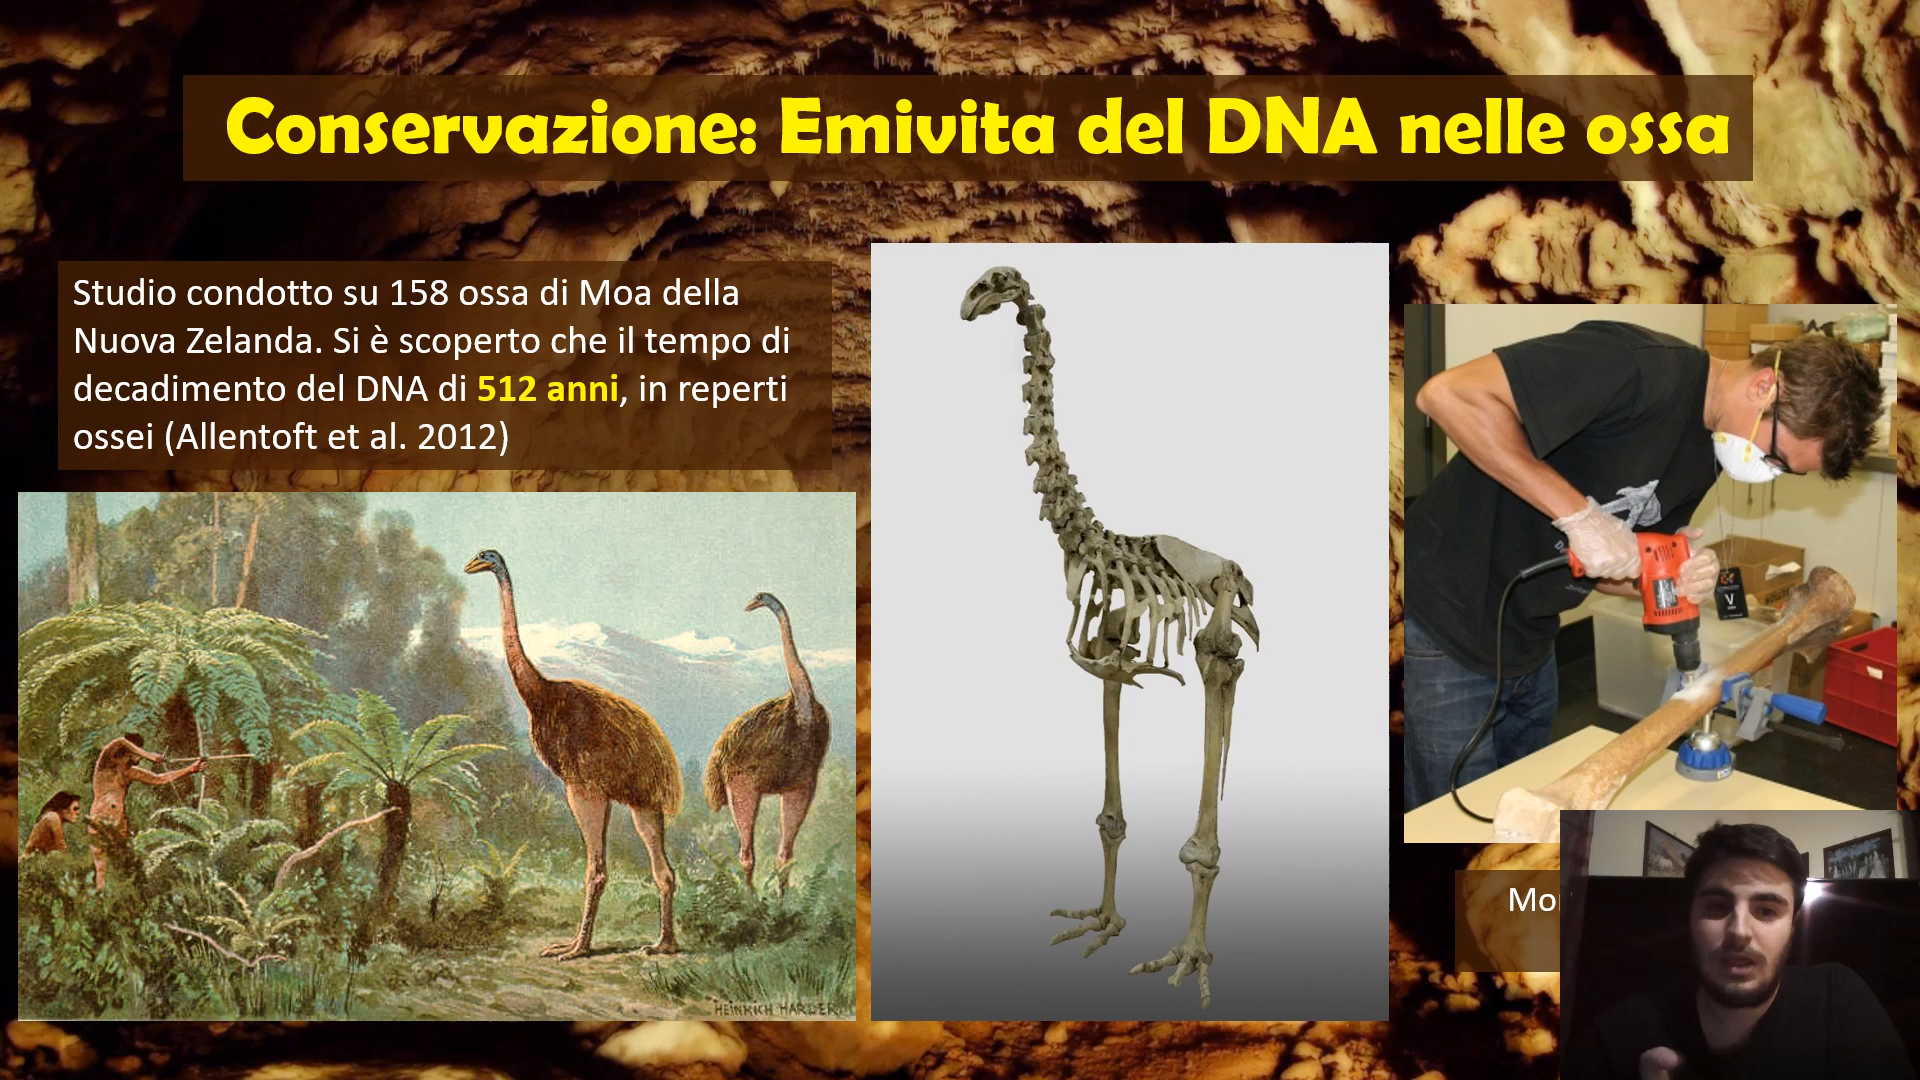 Conservazione: Emivita del DNA nelle ossa
Studio condotto su 158 ossa di Moa della
Nuova Zelanda. Si è scoperto che il tempo di
decadimento del DNA di 512 anni, in reperti
ossei (Allentoft et al. 2012)
HEINRICH HARDER
V